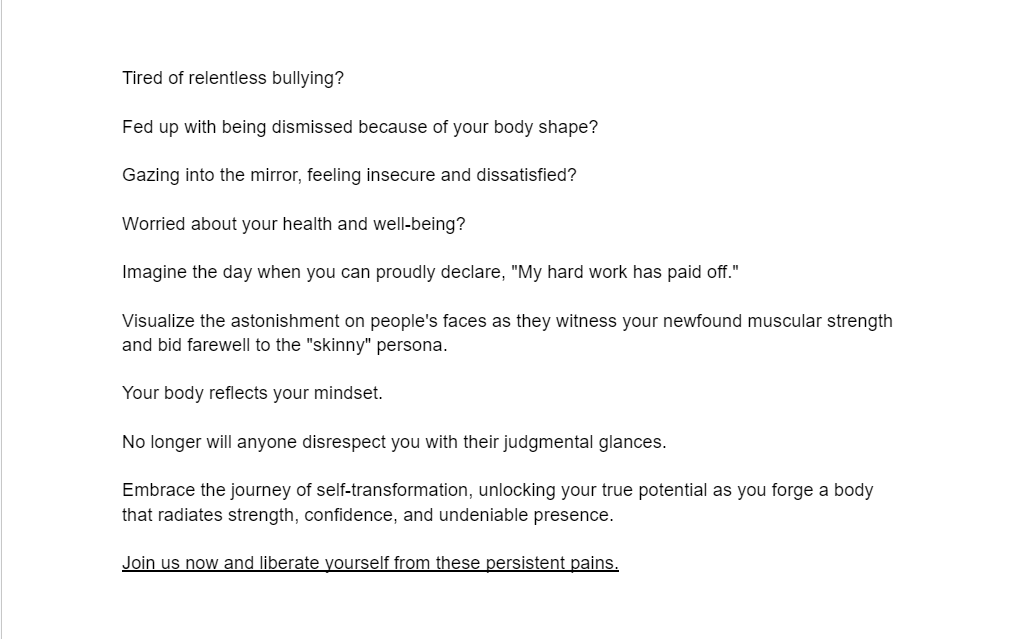 Tired of relentless bullying?
Fed up with being dismissed because of your body shape?
Gazing into the mirror, feeling insecure and dissatisfied?
Worried about your health and well-being?
Imagine the day when you can proudly declare, "My hard work has paid off."
Visualize the astonishment on people's faces as they witness your newfound muscular strength
and bid farewell to the "skinny" persona.
Your body reflects your mindset.
No longer will anyone disrespect you with their judgmental glances.
Embrace the journey of self-transformation, unlocking your true potential as you forge a body
that radiates strength, confidence, and undeniable presence.
Join us now and liberate yourself from these persistent pains.